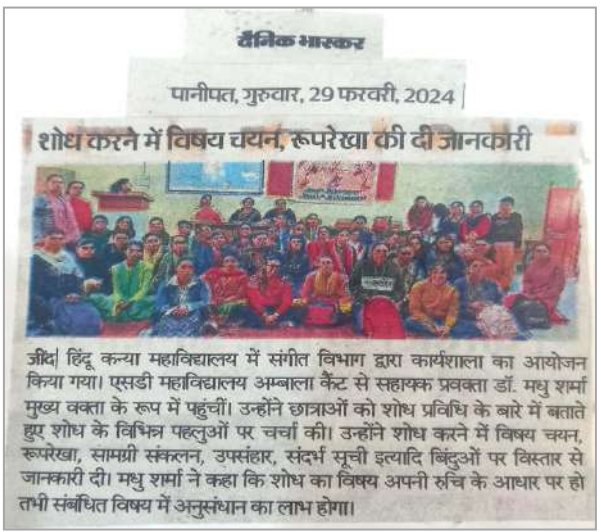 दैनिक भास्कर
पानीपत, गुरुवार, 29 फरवरी, 2024
शोध करने में विषय चयन, रूपरेखा की दी जानकारी
जींद| हिंदू कन्या महाविद्यालय में संगीत विभाग द्वारा कार्यशाला का आयोजन
किया गया। एसडी महाविद्यालय अम्बाला कैंट से सहायक प्रवक्ता डॉ. मधु शर्मा
मुख्य वक्ता के रूप में पहुंचीं। उन्होंने छात्राओं को शोध प्रविधि के बारे में बताते
हुए शोध के विभिन्न पहलुओं पर चर्चा की। उन्होंने शोध करने में विषय चयन,
रूपरेखा, सामग्री संकलन, उपसंहार, संदर्भ सूची इत्यादि बिंदुओं पर विस्तार से
जानकारी दी। मधु शर्मा ने कहा कि शोध का विषय अपनी रुचि के आधार पर हो
तभी संबंधित विषय में अनुसंधान का लाभ होगा।